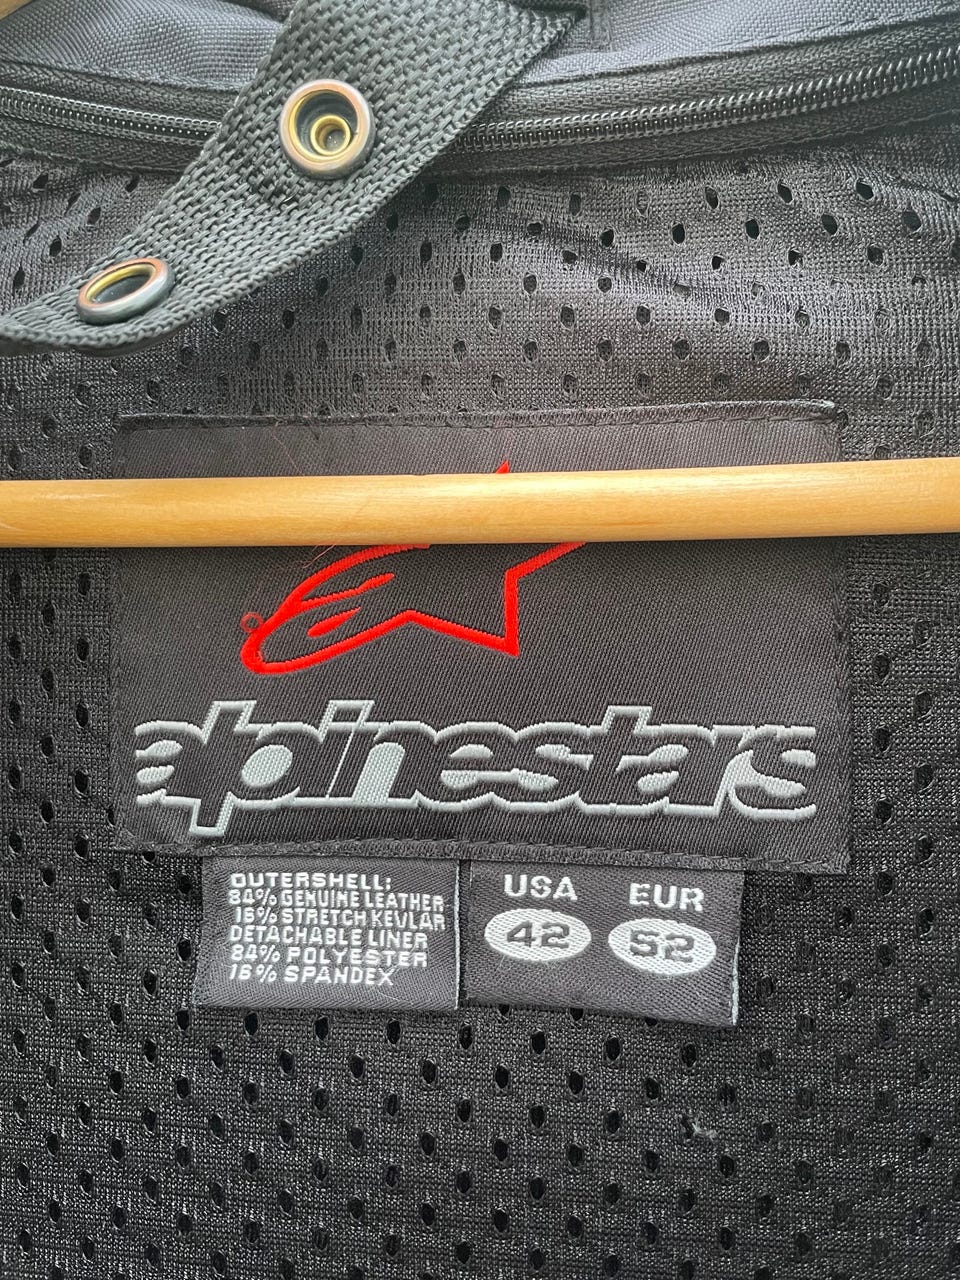 alpinestars
OUTERSHELL:
84% GENUINE LEATHER
16% STRETCH KEVLAR
DETACHABLE LINER
84% POLYESTER
16% SPANDEX
USA EUR
42 52